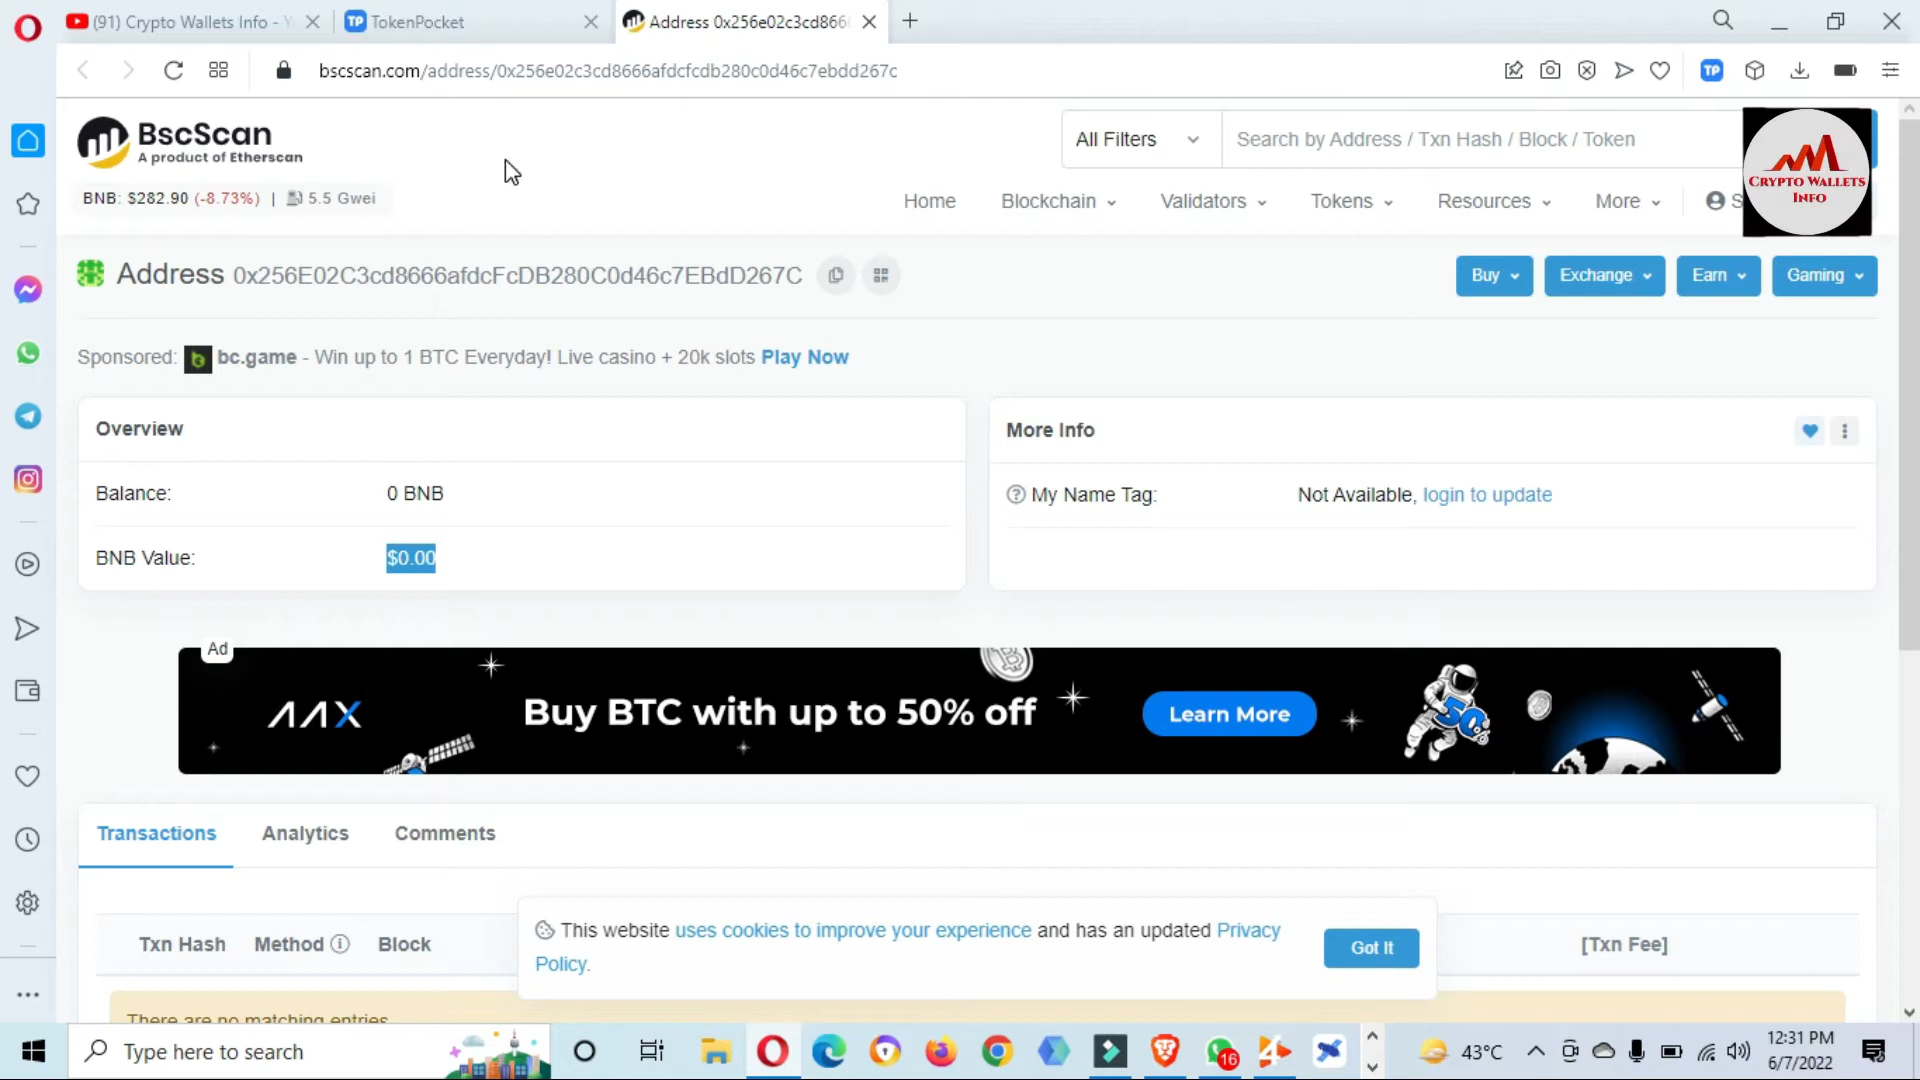 (91) Crypto Wallets Info - Y
TokenPocket
Address 0x256e02c3cd866
bscscan.com/address/0x256e02c3cd8666afdcfcdb280c0d46c7ebdd267c
TP
BscScan
A product of Etherscan
BNB: $282.90 (-8.73%) | 5.5 Gwei
All Filters
Search by Address / Txn Hash / Block / Token
Home
Blockchain
Validators
Tokens
Resources
More
S
CRYPTO WALLETS
INFO
Address 0x256E02C3cd8666afdcFcDB280C0d46c7EBdD267C
Buy
Exchange
Earn
Gaming
Sponsored: bc.game - Win up to 1 BTC Everyday! Live casino + 20k slots Play Now
Overview
Balance: 0 BNB
BNB Value: $0.00
More Info
My Name Tag: Not Available, login to update
Ad
AAX
Buy BTC with up to 50% off
Learn More
50%
Transactions
Analytics
Comments
Txn Hash
Method
Block
[Txn Fee]
This website uses cookies to improve your experience and has an updated Privacy
Policy.
Got It
There are no matching entries
Type here to search
16
43°C
12:31 PM
6/7/2022